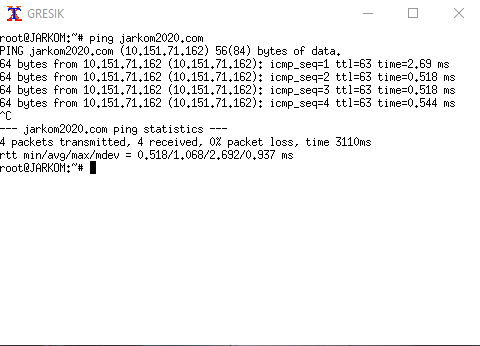 GRESIK
root@JARKOM:~# ping jarkom2020.com
PING jarkom2020.com (10.151.71.162) 56(84) bytes of data.
64 bytes from 10.151.71.162 (10.151.71.162): icmp_seq=1 ttl=63 time=2.69 ms
64 bytes from 10.151.71.162 (10.151.71.162): icmp_seq=2 ttl=63 time=0.518 ms
64 bytes from 10.151.71.162 (10.151.71.162): icmp_seq=3 ttl=63 time=0.518 ms
64 bytes from 10.151.71.162 (10.151.71.162): icmp_seq=4 ttl=63 time=0.544 ms
^C
--- jarkom2020.com ping statistics ---
4 packets transmitted, 4 received, 0% packet loss, time 3110ms
rtt min/avg/max/mdev = 0.518/1.068/2.692/0.937 ms
root@JARKOM:~#